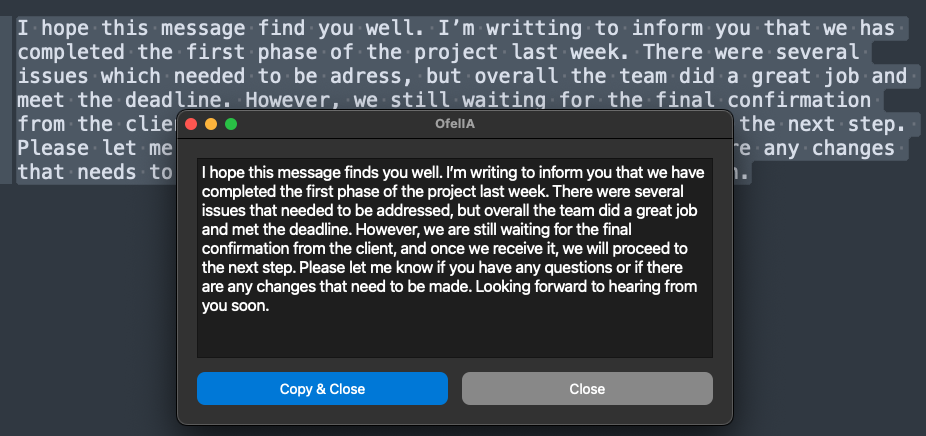 I hope this message find you well. I’m writting to inform you that we has
completed the first phase of the project last week. There were several
issues which needed to be adress, but overall the team did a great job and
meet the deadline. However, we still waiting for the final confirmation
from the clie
the next step.
Please let me
re any changes
that needs to
OfelIA
I hope this message finds you well. I’m writing to inform you that we have
completed the first phase of the project last week. There were several
issues that needed to be addressed, but overall the team did a great job
and met the deadline. However, we are still waiting for the final
confirmation from the client, and once we receive it, we will proceed to
the next step. Please let me know if you have any questions or if there
are any changes that need to be made. Looking forward to hearing from
you soon.
Copy & Close
Close